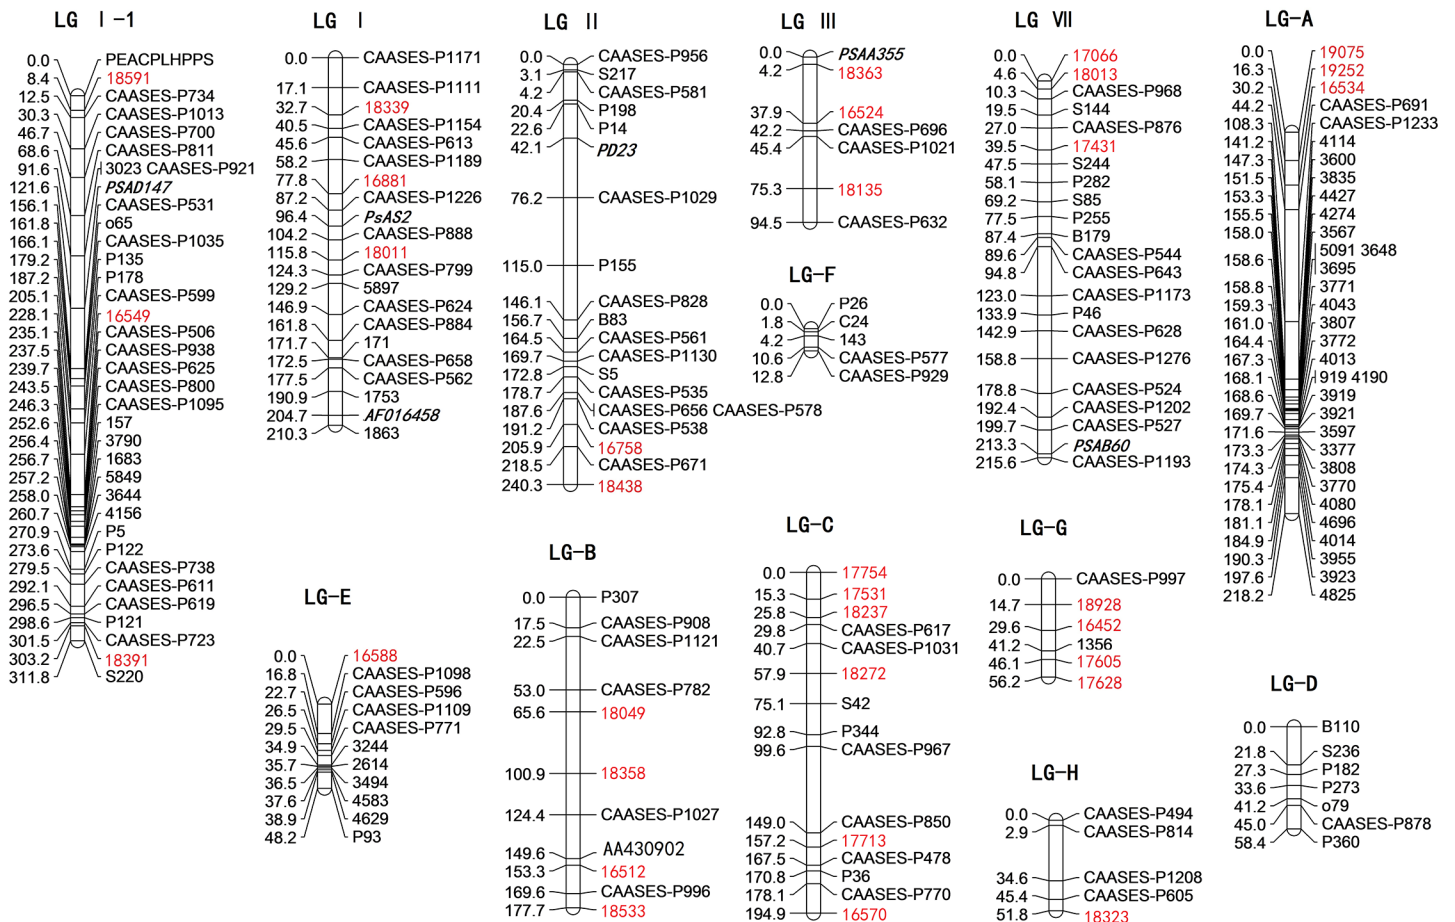 LG Ⅰ-1
0.0 PEACPLHPPS
8.4 18591
12.5 CAASES-P734
30.3 CAASES-P1013
46.7 CAASES-P700
68.6 CAASES-P811
91.6 3023 CAASES-P921
121.6 PSAD147
156.1 CAASES-P531
161.8 o65
166.1 CAASES-P1035
179.2 P135
187.2 P178
205.1 CAASES-P599
228.1 16549
235.1 CAASES-P506
237.5 CAASES-P938
239.7 CAASES-P625
243.5 CAASES-P800
246.3 CAASES-P1095
252.6 157
256.4 3790
256.7 1683
257.2 5849
258.0 3644
260.7 4156
270.9 P5
273.6 P122
279.5 CAASES-P738
292.1 CAASES-P611
296.5 CAASES-P619
298.6 P121
301.5 CAASES-P723
303.2 18391
311.8 S220
LG Ⅰ
0.0 CAASES-P1171
17.1 CAASES-P1111
32.7 18339
40.5 CAASES-P1154
45.6 CAASES-P613
58.2 CAASES-P1189
77.8 16881
87.2 CAASES-P1226
96.4 PsAS2
104.2 CAASES-P888
115.8 18011
124.3 CAASES-P799
129.2 5897
146.9 CAASES-P624
161.8 CAASES-P884
171.7 171
172.5 CAASES-P658
177.5 CAASES-P562
190.9 1753
204.7 AF016458
210.3 1863
LG Ⅱ
0.0 CAASES-P956
3.1 S217
4.2 CAASES-P581
20.4 P198
22.6 P14
42.1 PD23
76.2 CAASES-P1029
115.0 P155
146.1 CAASES-P828
156.7 B83
164.5 CAASES-P561
169.7 CAASES-P1130
172.8 S5
178.7 CAASES-P535
187.6 CAASES-P656 CAASES-P578
191.2 CAASES-P538
205.9 16758
218.5 CAASES-P671
240.3 18438
LG Ⅲ
0.0 PSAA355
4.2 18363
37.9 16524
42.2 CAASES-P696
45.4 CAASES-P1021
75.3 18135
94.5 CAASES-P632
LG-F
0.0 P26
1.8 C24
4.2 143
10.6 CAASES-P577
12.8 CAASES-P929
LG Ⅶ
0.0 17066
4.6 18013
10.3 CAASES-P968
19.5 S144
27.0 CAASES-P876
39.5 17431
47.5 S244
58.1 P282
69.2 S85
77.5 P255
87.4 B179
89.6 CAASES-P544
94.8 CAASES-P643
123.0 CAASES-P1173
133.9 P46
142.9 CAASES-P628
158.8 CAASES-P1276
178.8 CAASES-P524
192.4 CAASES-P1202
199.7 CAASES-P527
213.3 PSAB60
215.6 CAASES-P1193
LG-A
0.0 19075
16.3 19252
30.2 16534
44.2 CAASES-P691
108.3 CAASES-P1233
141.2 4114
147.3 3600
151.5 3835
153.3 4427
155.5 4274
158.0 3567
158.6 5091 3648
3695
158.8 3771
159.3 4043
161.0 3807
164.4 3772
167.3 4013
168.1 919 4190
168.6 3919
169.7 3921
171.6 3597
173.3 3377
174.3 3808
175.4 3770
178.1 4080
181.1 4696
184.9 4014
190.3 3955
197.6 3923
218.2 4825
LG-E
0.0 16588
16.8 CAASES-P1098
22.7 CAASES-P596
26.5 CAASES-P1109
29.5 CAASES-P771
34.9 3244
35.7 2614
36.5 3494
37.6 4583
38.9 4629
48.2 P93
LG-B
0.0 P307
17.5 CAASES-P908
22.5 CAASES-P1121
53.0 CAASES-P782
65.6 18049
100.9 18358
124.4 CAASES-P1027
149.6 AA430902
153.3 16512
169.6 CAASES-P996
177.7 18533
LG-C
0.0 17754
15.3 17531
25.8 18237
29.8 CAASES-P617
40.7 CAASES-P1031
57.9 18272
75.1 S42
92.8 P344
99.6 CAASES-P967
149.0 CAASES-P850
157.2 17713
167.5 CAASES-P478
170.8 P36
178.1 CAASES-P770
194.9 16570
LG-G
0.0 CAASES-P997
14.7 18928
29.6 16452
41.2 1356
46.1 17605
56.2 17628
LG-H
0.0 CAASES-P494
2.9 CAASES-P814
34.6 CAASES-P1208
45.4 CAASES-P605
51.8 18323
LG-D
0.0 B110
21.8 S236
27.3 P182
33.6 P273
41.2 o79
45.0 CAASES-P878
58.4 P360